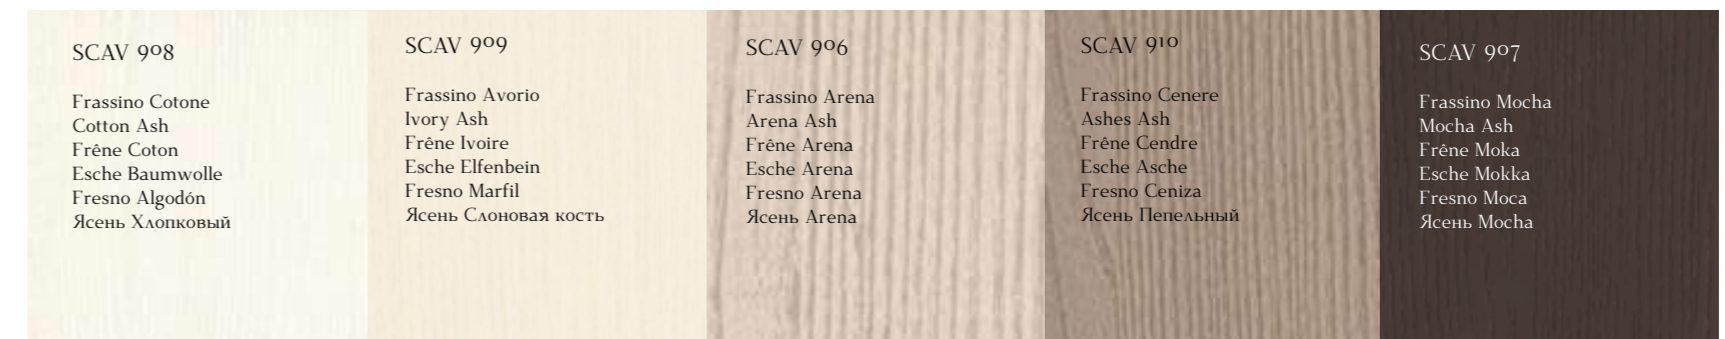 SCAV 908
Frassino Cotone
Cotton Ash
Frêne Coton
Esche Baumwolle
Fresno Algodón
Ясень Хлопковый
SCAV 909
Frassino Avorio
Ivory Ash
Frêne Ivoire
Esche Elfenbein
Fresno Marfil
Ясень Слоновая кость
SCAV 906
Frassino Arena
Arena Ash
Frêne Arena
Esche Arena
Fresno Arena
Ясень Arena
SCAV 910
Frassino Cenere
Ashes Ash
Frêne Cendre
Esche Asche
Fresno Ceniza
Ясень Пепельный
SCAV 907
Frassino Mocha
Mocha Ash
Frêne Moka
Esche Mokka
Fresno Moca
Ясень Mocha